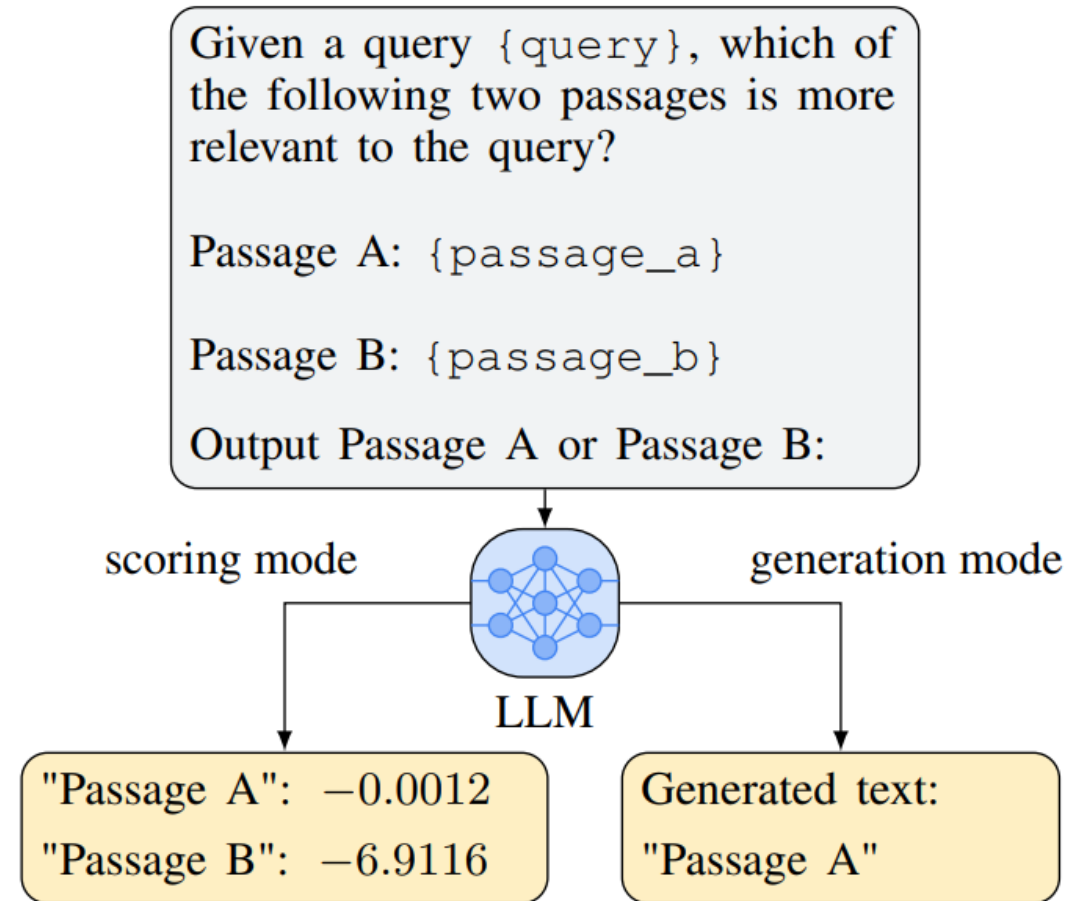 Given a query {query}, which of
the following two passages is more
relevant to the query?
Passage A: {passage_a}
Passage B: {passage_b}
Output Passage A or Passage B:
scoring mode
generation mode
LLM
"Passage A": −0.0012
"Passage B": −6.9116
Generated text:
"Passage A"